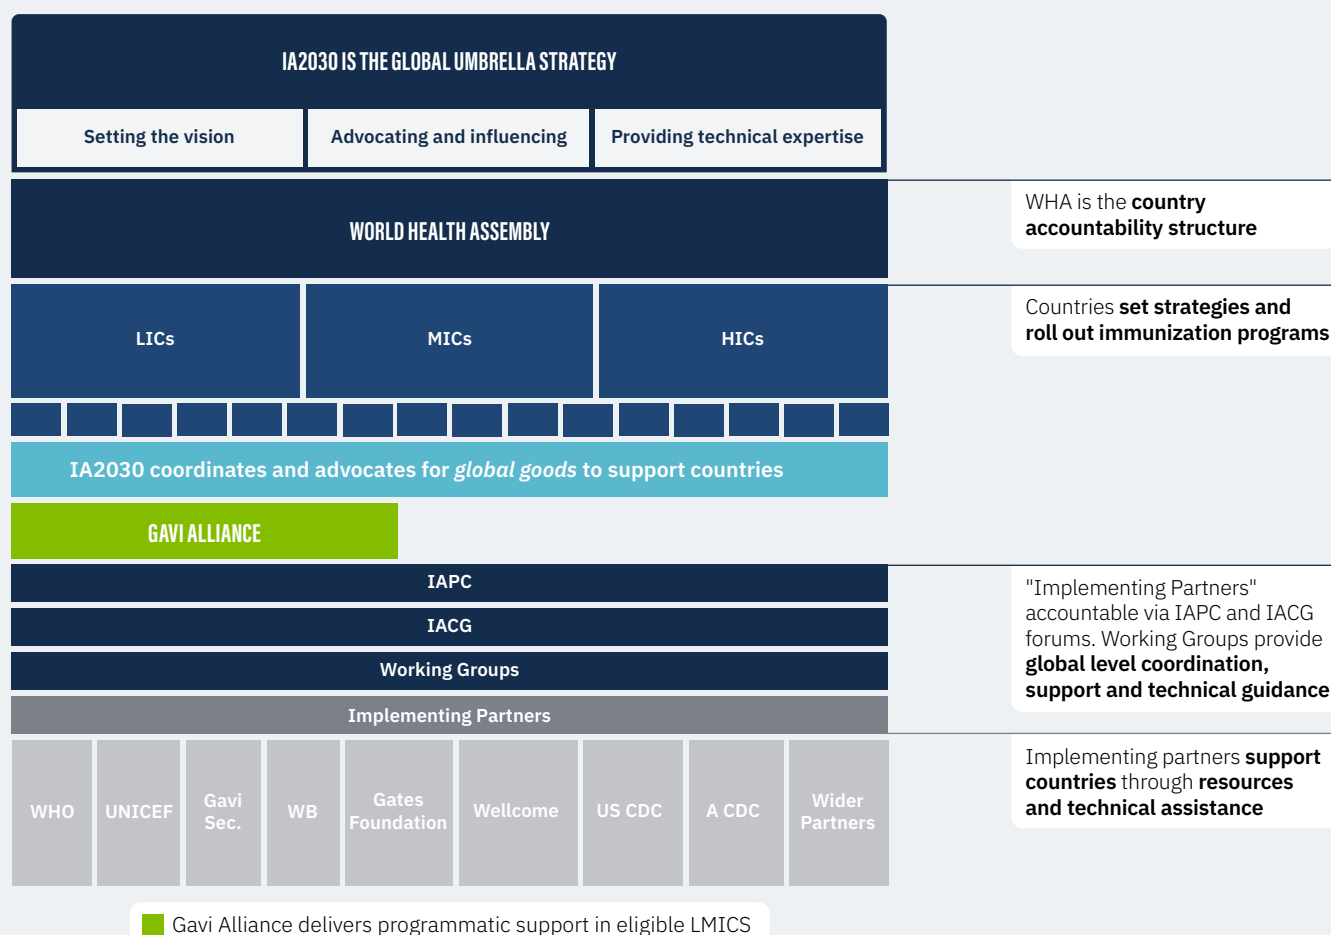 IA2030 IS THE GLOBAL UMBRELLA STRATEGY
Setting the vision
Advocating and influencing
Providing technical expertise
WORLD HEALTH ASSEMBLY
WHA is the country
accountability structure
LICs
MICs
HICs
Countries set strategies and
roll out immunization programs
IA2030 coordinates and advocates for global goods to support countries
GAVI ALLIANCE
IAPC
IACG
Working Groups
"Implementing Partners"
accountable via IAPC and IACG
forums. Working Groups provide
global level coordination,
support and technical guidance
Implementing Partners
WHO
UNICEF
Gavi
Sec.
WB
Gates
Foundation
Wellcome
US CDC
A CDC
Wider
Partners
Implementing partners support
countries through resources
and technical assistance
Gavi Alliance delivers programmatic support in eligible LMICS